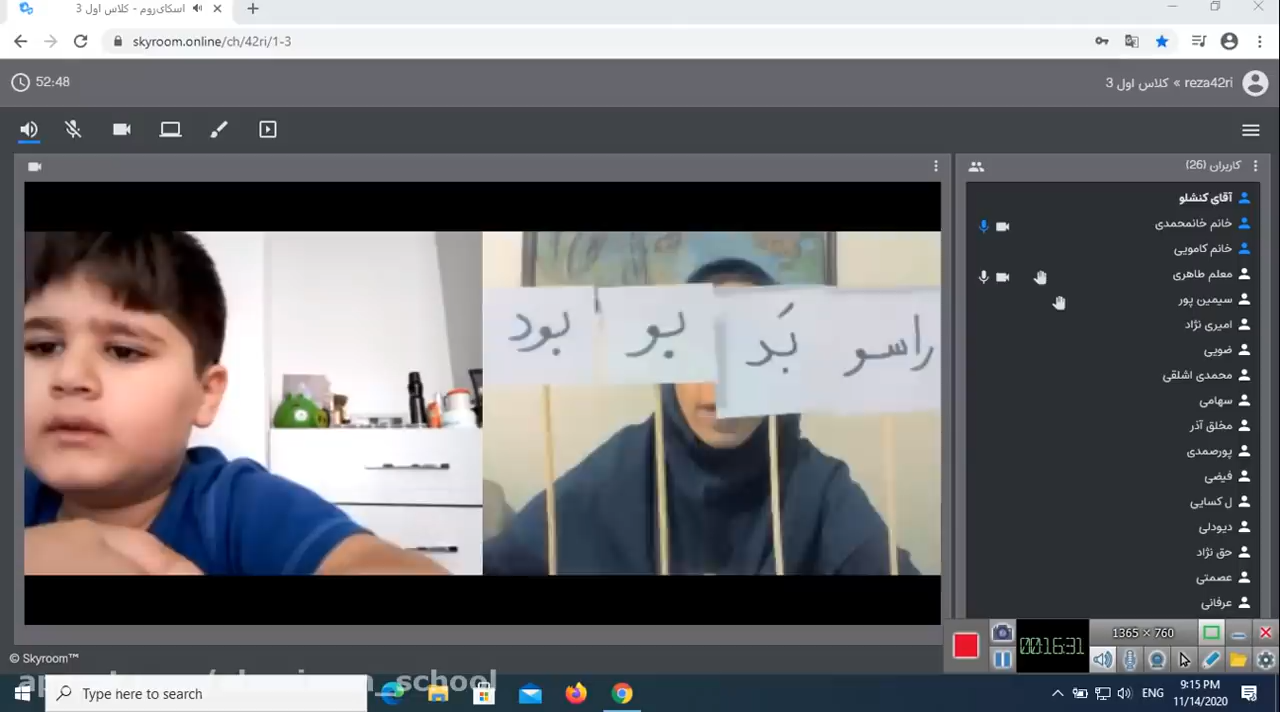 اسکای‌روم - کلاس اول 3
skyroom.online/ch/42ri/1-3
52:48
reza42ri » کلاس اول 3
کاربران (26)
آقای کنشلو
خانم خانمحمدی
خانم کامویی
معلم طاهری
سیمین پور
امیری نژاد
ضویی
محمدی اشلقی
سهامی
مخلق آذر
پورصمدی
فیضی
ل کسایی
دیودلی
حق نژاد
عصمتی
عرفانی
راسو بَد بو بود
1365 × 760
00:16:31
© Skyroom™
_school
Type here to search
ENG
9:15 PM
11/14/2020